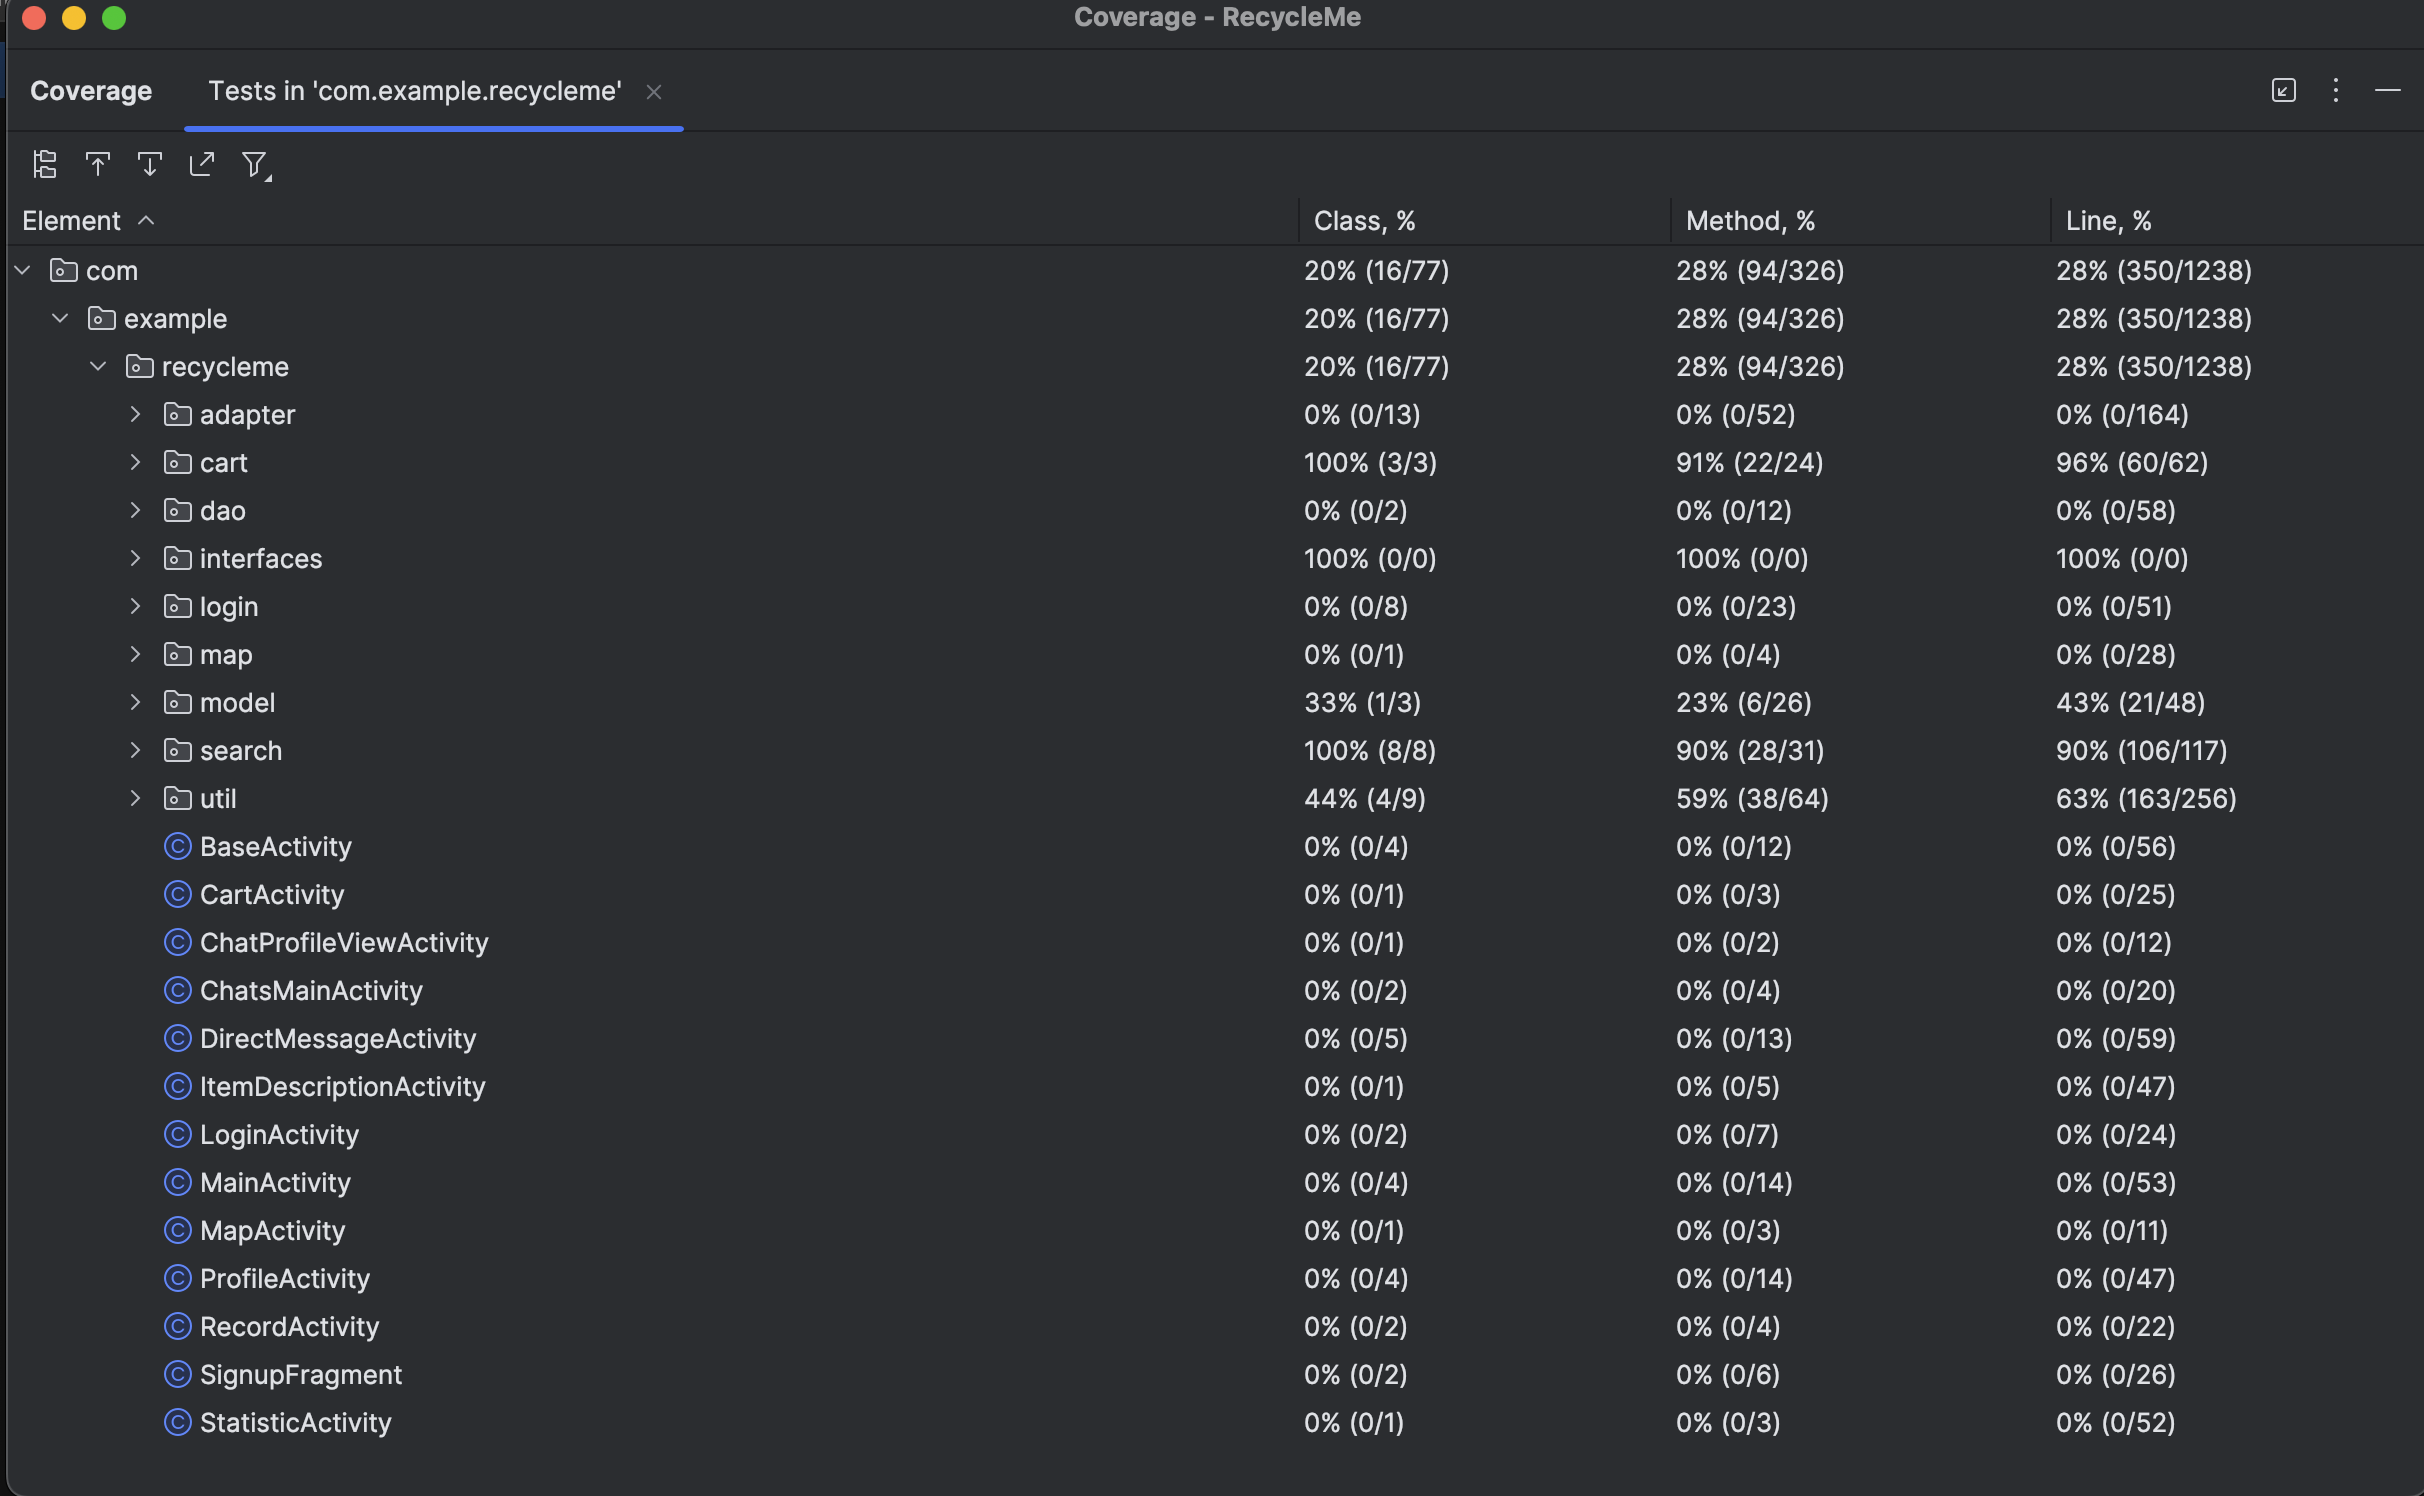 Coverage - RecycleMe
Coverage Tests in 'com.example.recycleme'
Element Class, % Method, % Line, %
com 20% (16/77) 28% (94/326) 28% (350/1238)
example 20% (16/77) 28% (94/326) 28% (350/1238)
recycleme 20% (16/77) 28% (94/326) 28% (350/1238)
adapter 0% (0/13) 0% (0/52) 0% (0/164)
cart 100% (3/3) 91% (22/24) 96% (60/62)
dao 0% (0/2) 0% (0/12) 0% (0/58)
interfaces 100% (0/0) 100% (0/0) 100% (0/0)
login 0% (0/8) 0% (0/23) 0% (0/51)
map 0% (0/1) 0% (0/4) 0% (0/28)
model 33% (1/3) 23% (6/26) 43% (21/48)
search 100% (8/8) 90% (28/31) 90% (106/117)
util 44% (4/9) 59% (38/64) 63% (163/256)
BaseActivity 0% (0/4) 0% (0/12) 0% (0/56)
CartActivity 0% (0/1) 0% (0/3) 0% (0/25)
ChatProfileViewActivity 0% (0/1) 0% (0/2) 0% (0/12)
ChatsMainActivity 0% (0/2) 0% (0/4) 0% (0/20)
DirectMessageActivity 0% (0/5) 0% (0/13) 0% (0/59)
ItemDescriptionActivity 0% (0/1) 0% (0/5) 0% (0/47)
LoginActivity 0% (0/2) 0% (0/7) 0% (0/24)
MainActivity 0% (0/4) 0% (0/14) 0% (0/53)
MapActivity 0% (0/1) 0% (0/3) 0% (0/11)
ProfileActivity 0% (0/4) 0% (0/14) 0% (0/47)
RecordActivity 0% (0/2) 0% (0/4) 0% (0/22)
SignupFragment 0% (0/2) 0% (0/6) 0% (0/26)
StatisticActivity 0% (0/1) 0% (0/3) 0% (0/52)